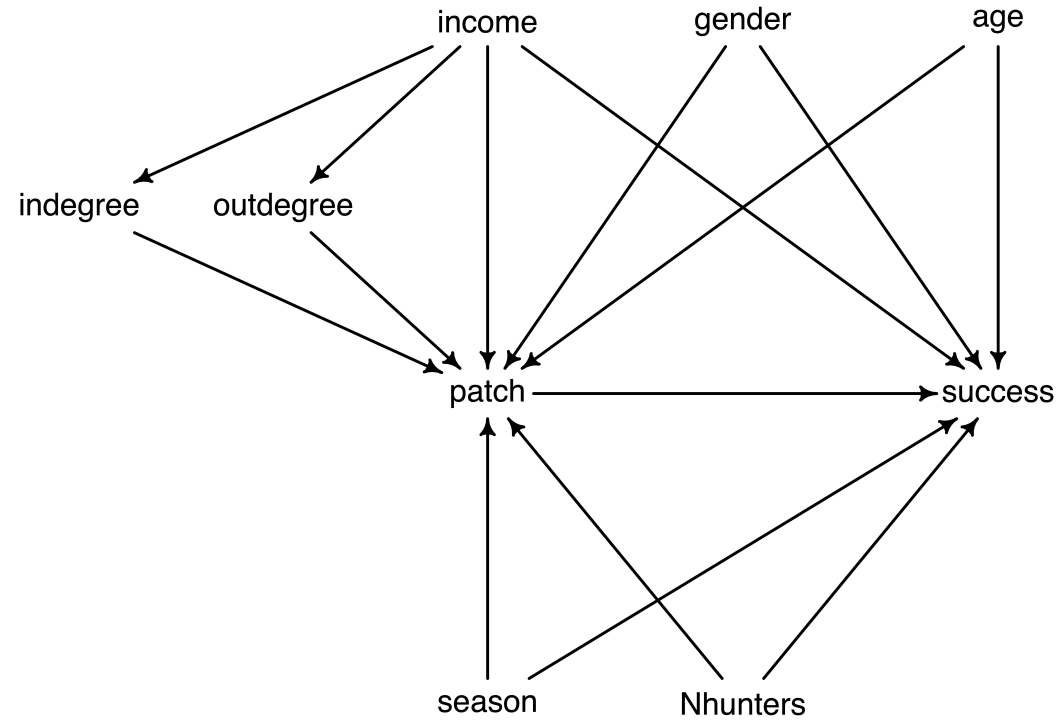 income gender age
indegree outdegree
patch success
season Nhunters